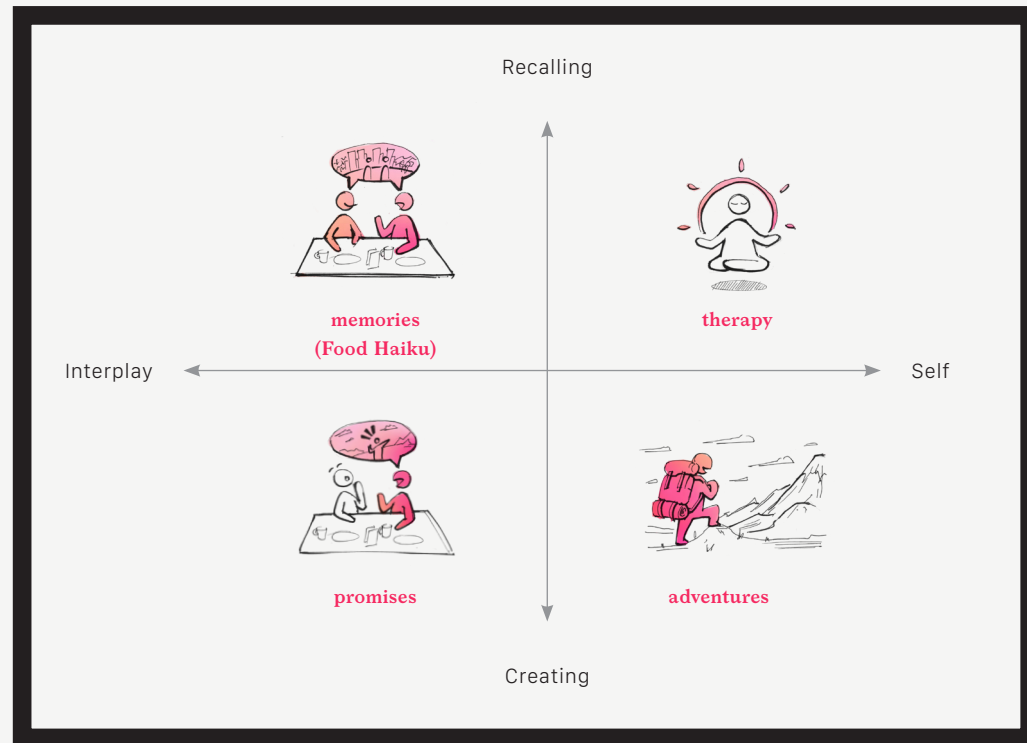 Recalling
memories
(Food Haiku)
therapy
Interplay
Self
promises
adventures
Creating